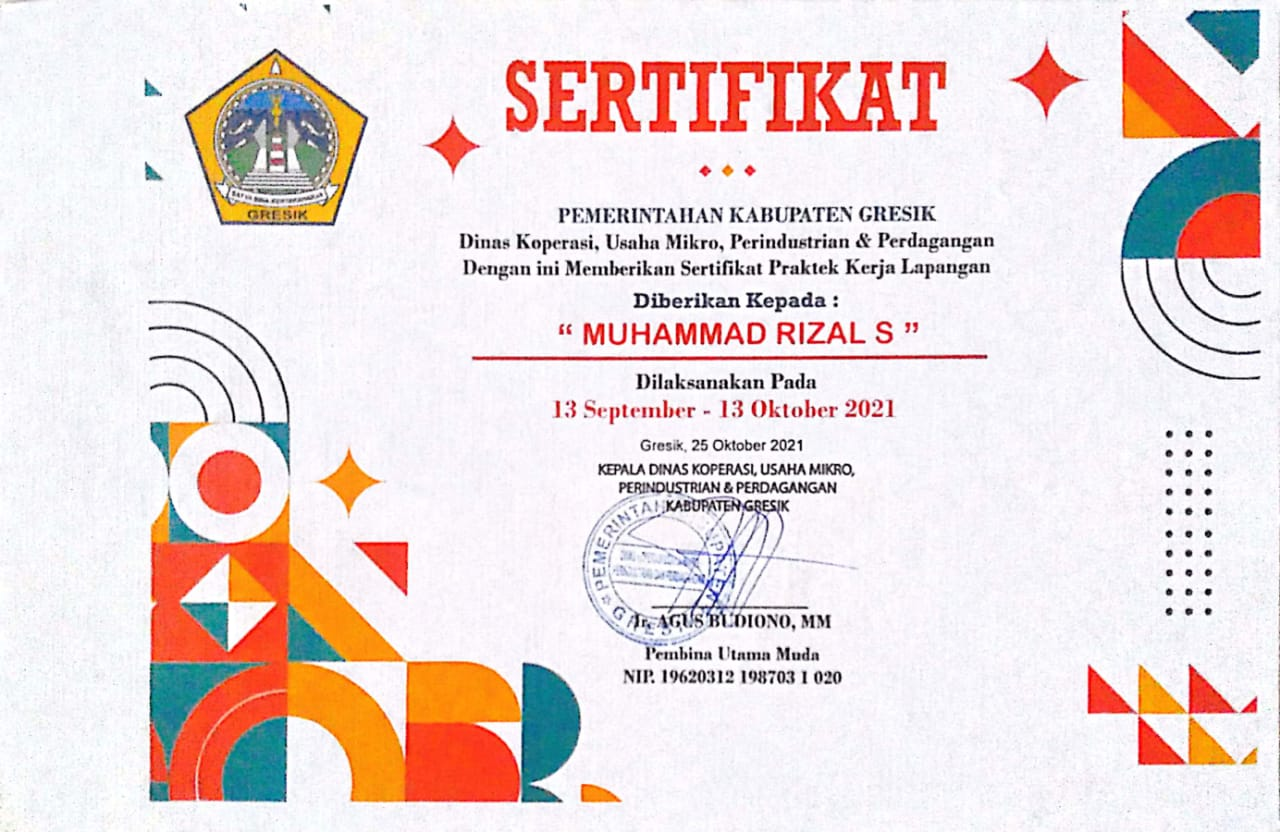 SERTIFIKAT
GRESIK
PEMERINTAHAN KABUPATEN GRESIK
Dinas Koperasi, Usaha Mikro, Perindustrian & Perdagangan
Dengan ini Memberikan Sertifikat Praktek Kerja Lapangan
Diberikan Kepada :
“ MUHAMMAD RIZAL S ”
Dilaksanakan Pada
13 September - 13 Oktober 2021
Gresik, 25 Oktober 2021
KEPALA DINAS KOPERASI, USAHA MIKRO,
PERINDUSTRIAN & PERDAGANGAN
KABUPATEN GRESIK
Ir. AGUS BUDIONO, MM
Pembina Utama Muda
NIP. 19620312 198703 1 020